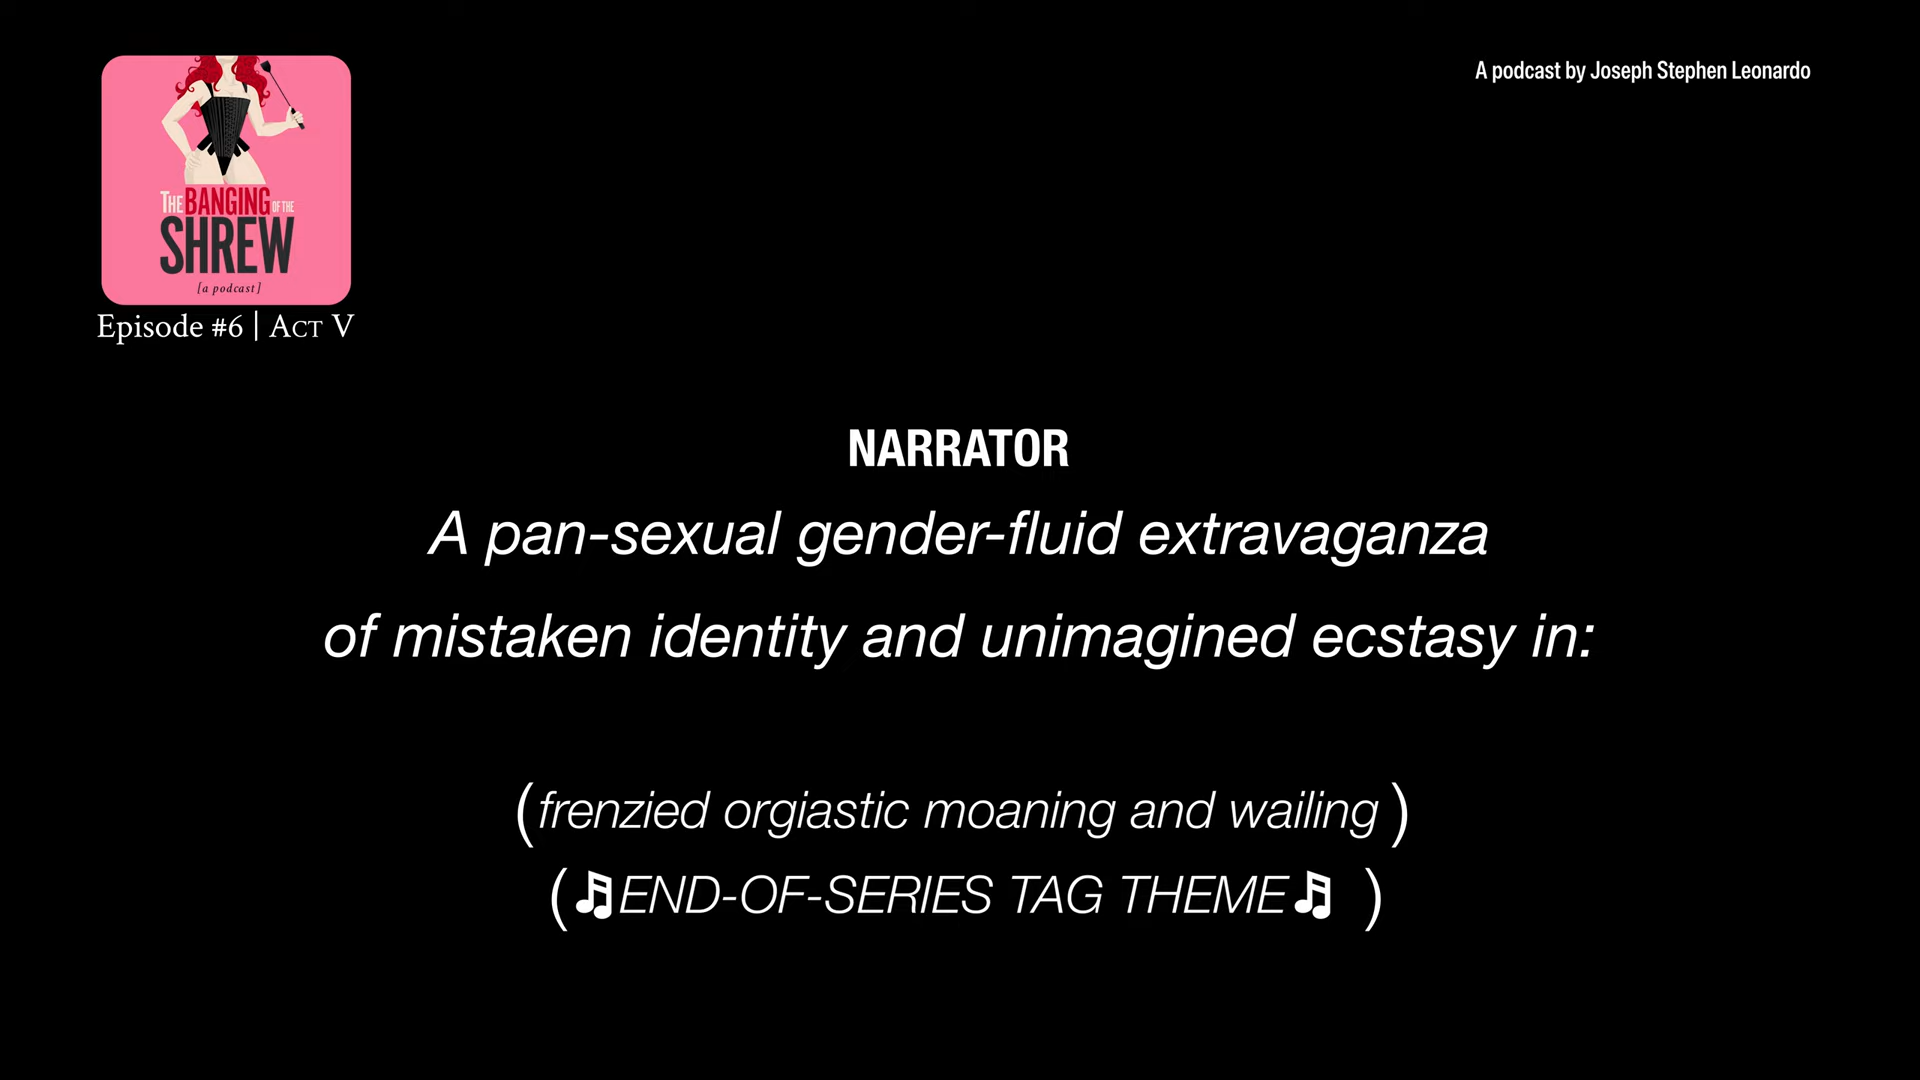 A podcast by Joseph Stephen Leonardo
THE BANGING OF THE
SHREW
[a podcast]
Episode #6 | ACT V
NARRATOR
A pan-sexual gender-fluid extravaganza
of mistaken identity and unimagined ecstasy in:
(frenzied orgiastic moaning and wailing )
(🎜END-OF-SERIES TAG THEME🎜 )